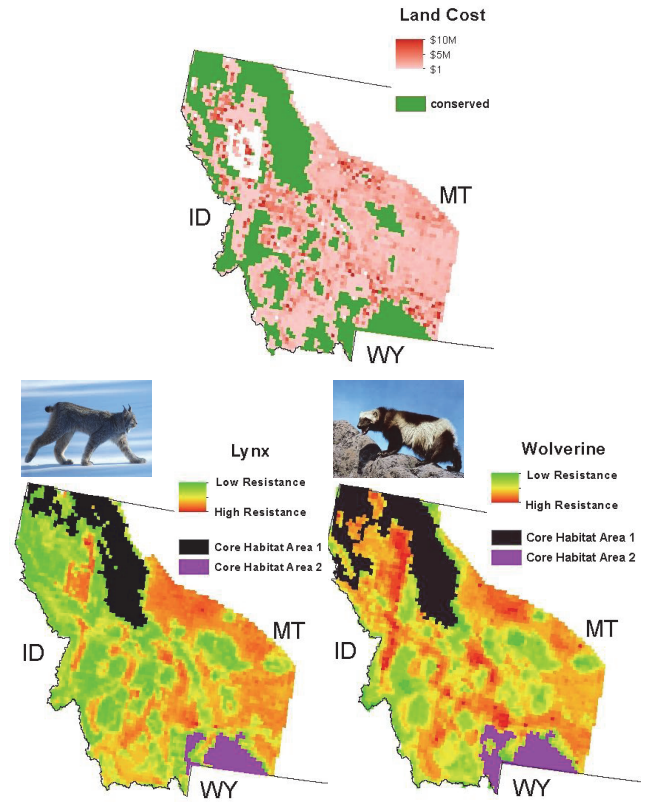 Land Cost
$10M
$5M
$1
conserved
MT
ID
WY
Lynx
Low Resistance
High Resistance
Core Habitat Area 1
Core Habitat Area 2
MT
ID
WY
Wolverine
Low Resistance
High Resistance
Core Habitat Area 1
Core Habitat Area 2
MT
ID
WY